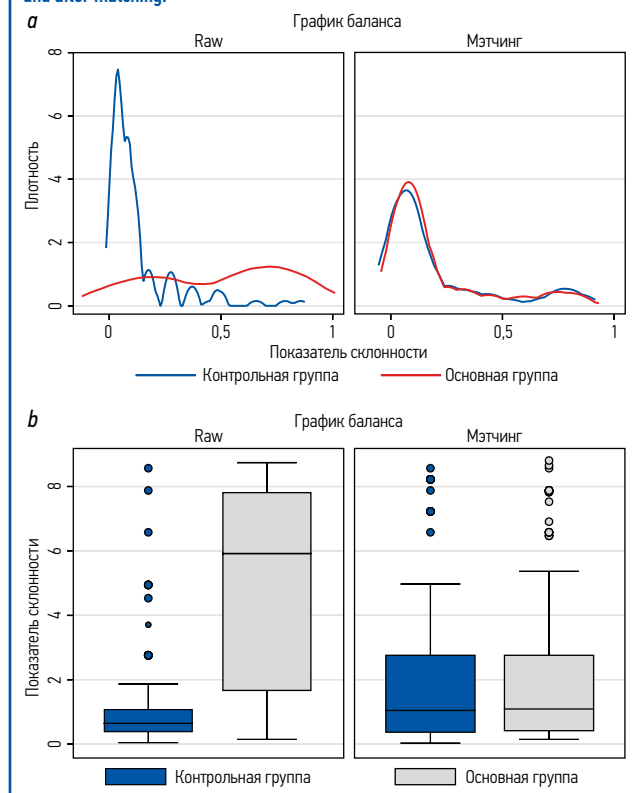 and after matching.
a
График баланса
Raw
Мэтчинг
Плотность
8
6
4
2
0
0
0,5
1
0
0,5
1
Показатель склонности
Контрольная группа
Основная группа
b
График баланса
Raw
Мэтчинг
Показатель склонности
8
6
4
2
0
Контрольная группа
Основная группа